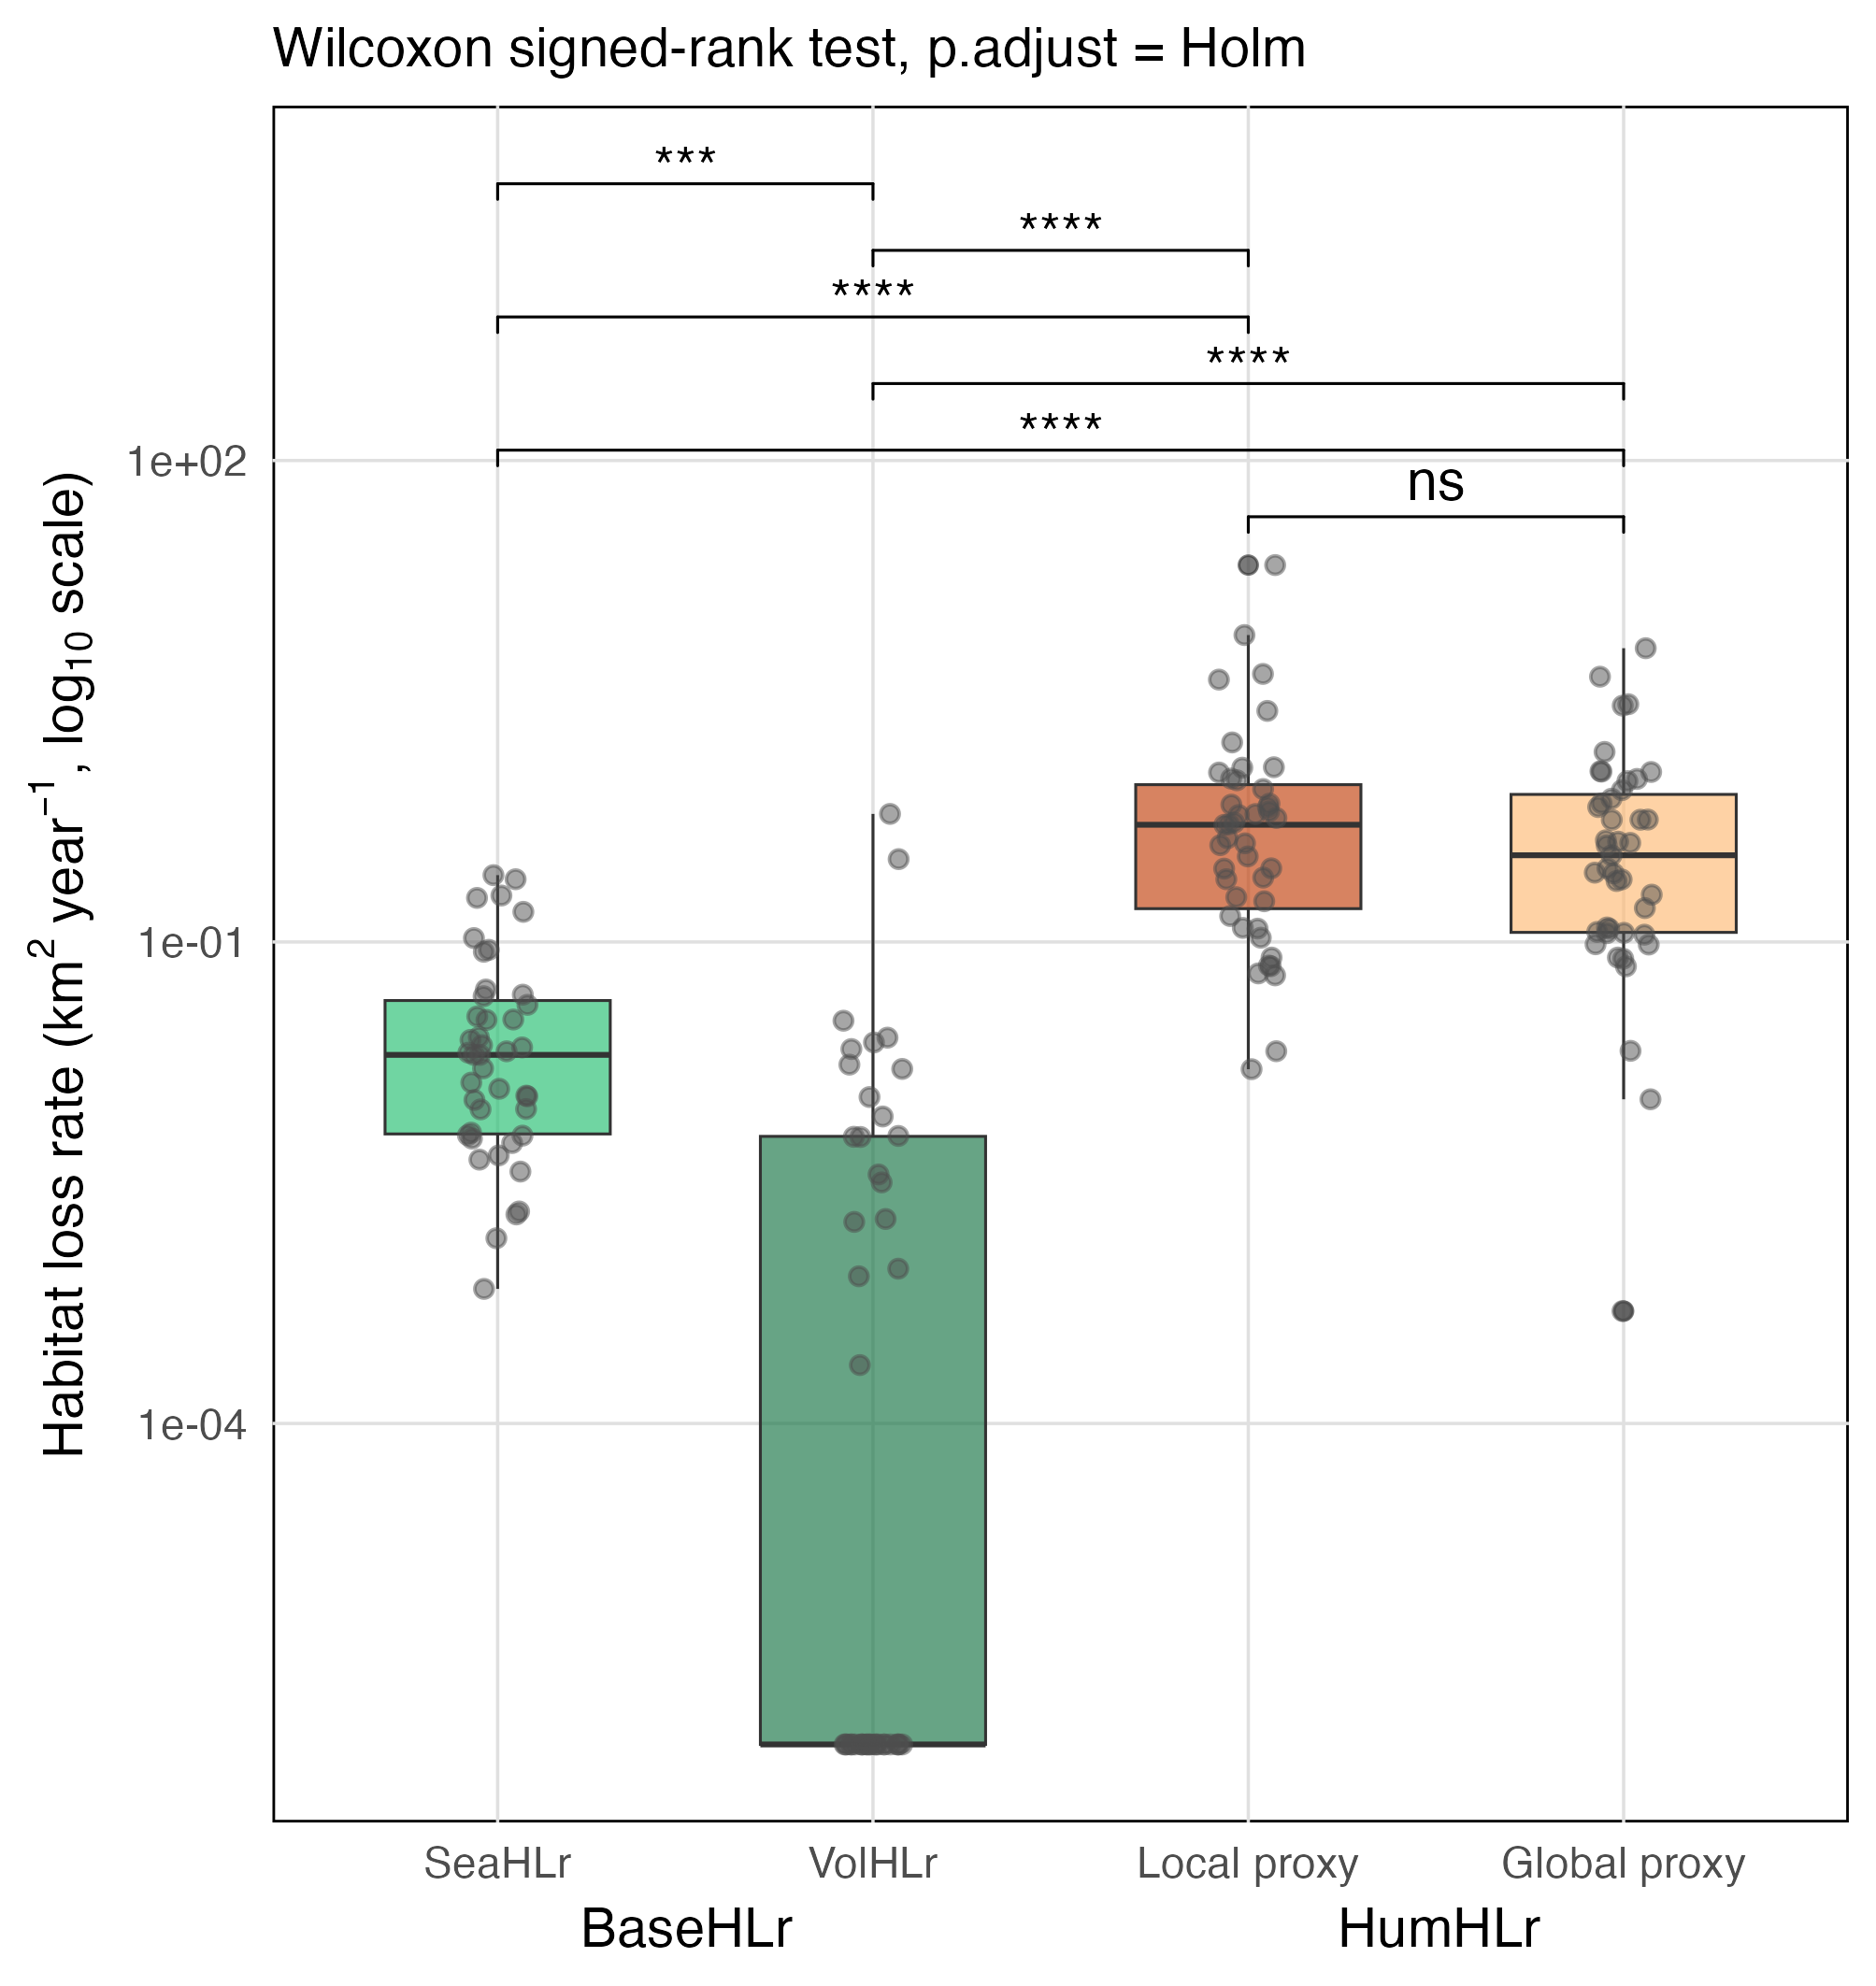 Wilcoxon signed-rank test, p.adjust = Holm
***
****
****
****
****
ns
Habitat loss rate (km² year⁻¹, log₁₀ scale)
1e+02
1e-01
1e-04
SeaHLr VolHLr Local proxy Global proxy
BaseHLr HumHLr